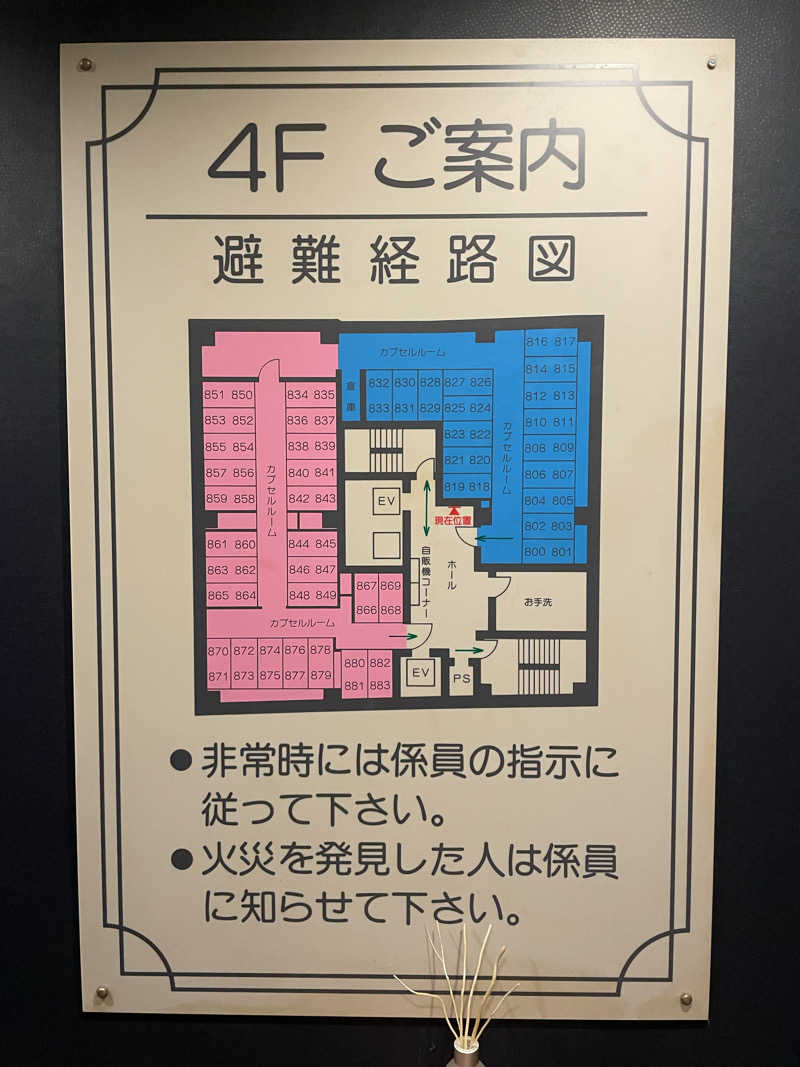 4F ご案内
避難経路図
カプセルルーム
816 817
倉庫
832 830 828 827 826
814 815
851 850
834 835
833 831 829 825 824
812 813
853 852
836 837
823 822
810 811
855 854
838 839
821 820
808 809
857 856
840 841
819 818
806 807
859 858
842 843
804 805
カプセルルーム
カプセルルーム
EV
現在位置
802 803
800 801
861 860
844 845
863 862
846 847
865 864
848 849
867 869
866 868
自販機コーナー
ホール
お手洗
カプセルルーム
870 872 874 876 878
871 873 875 877 879
880 882
881 883
EV
PS
●非常時には係員の指示に
従って下さい。
●火災を発見した人は係員
に知らせて下さい。